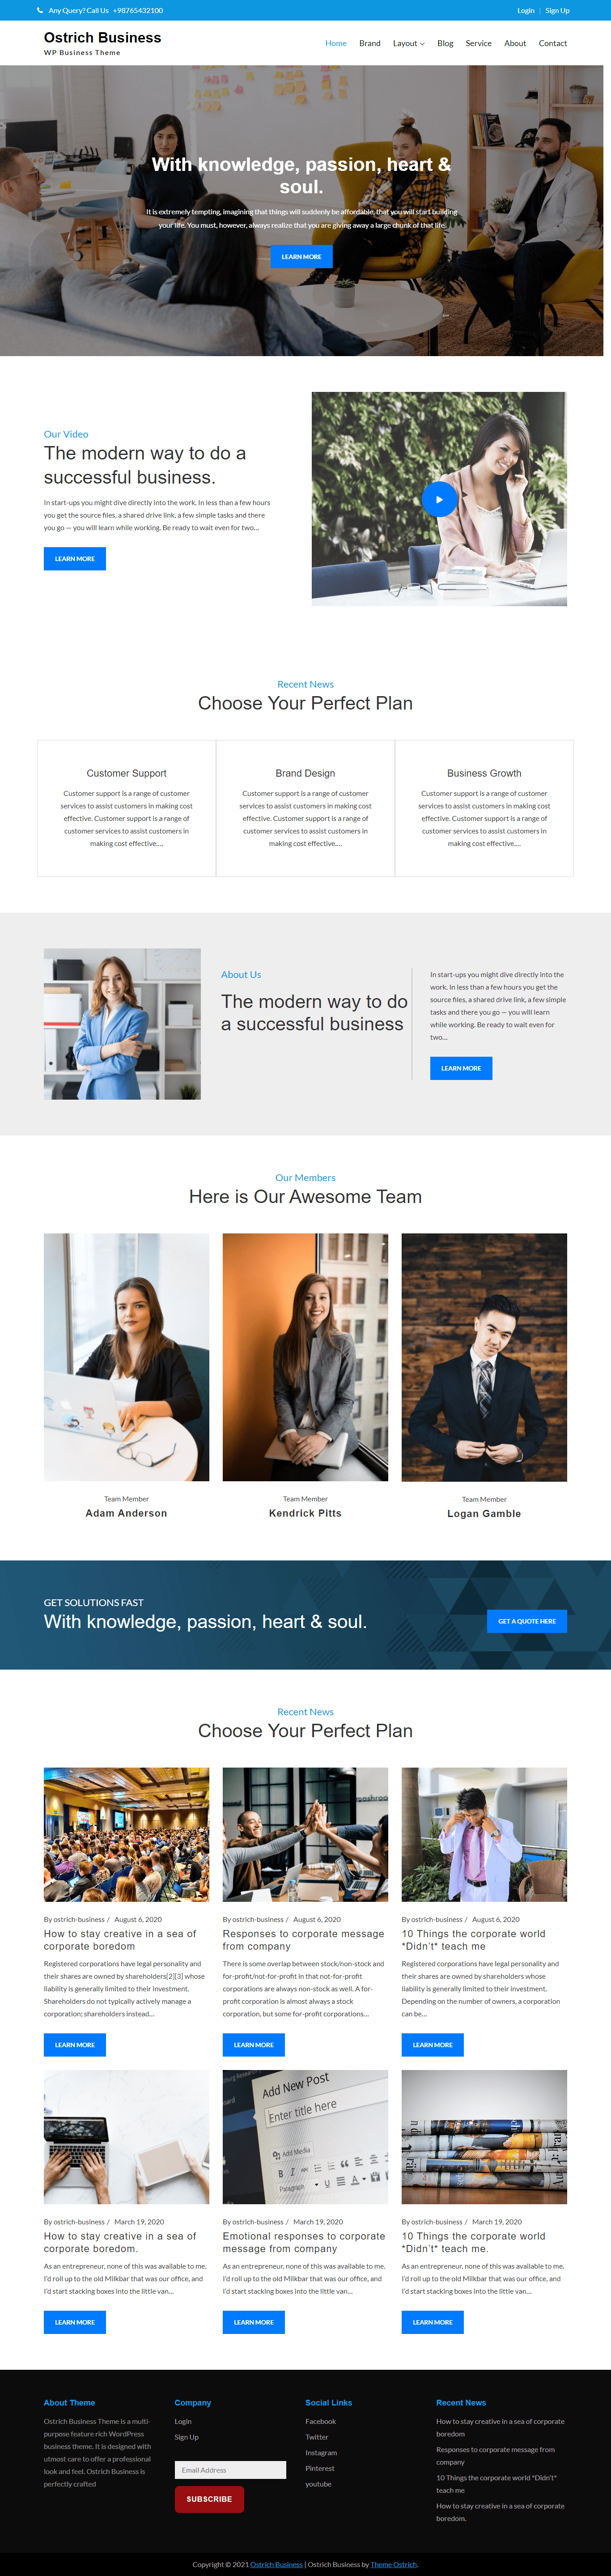 Any Query? Call Us +98765432100
Login | Sign Up
Ostrich Business
WP Business Theme
Home Brand Layout Blog Service About Contact
With knowledge, passion, heart &
soul.
It is extremely tempting, imagining that things will suddenly be affordable, that you will start building
your life. You must, however, always realize that you are giving away a large chunk of that life.
LEARN MORE
Our Video
The modern way to do a
successful business.
In start-ups you might dive directly into the work. In less than a few hours
you get the source files, a shared drive link, a few simple tasks and there
you go — you will learn while working. Be ready to wait even for two…
LEARN MORE
Recent News
Choose Your Perfect Plan
Customer Support
Customer support is a range of customer
services to assist customers in making cost
effective. Customer support is a range of
customer services to assist customers in
making cost effective.…
Brand Design
Customer support is a range of customer
services to assist customers in making cost
effective. Customer support is a range of
customer services to assist customers in
making cost effective.…
Business Growth
Customer support is a range of customer
services to assist customers in making cost
effective. Customer support is a range of
customer services to assist customers in
making cost effective.…
About Us
The modern way to do
a successful business
In start-ups you might dive directly into the
work. In less than a few hours you get the
source files, a shared drive link, a few simple
tasks and there you go — you will learn
while working. Be ready to wait even for
two…
LEARN MORE
Our Members
Here is Our Awesome Team
Team Member
Adam Anderson
Team Member
Kendrick Pitts
Team Member
Logan Gamble
GET SOLUTIONS FAST
With knowledge, passion, heart & soul.
GET A QUOTE HERE
Recent News
Choose Your Perfect Plan
By ostrich-business / August 6, 2020
How to stay creative in a sea of
corporate boredom
Registered corporations have legal personality and
their shares are owned by shareholders[2][3] whose
liability is generally limited to their investment.
Shareholders do not typically actively manage a
corporation; shareholders instead…
LEARN MORE
By ostrich-business / August 6, 2020
Responses to corporate message
from company
There is some overlap between stock/non-stock and
for-profit/not-for-profit in that not-for-profit
corporations are always non-stock as well. A for-
profit corporation is almost always a stock
corporation, but some for-profit corporations…
LEARN MORE
By ostrich-business / August 6, 2020
10 Things the corporate world
*Didn't* teach me
Registered corporations have legal personality and
their shares are owned by shareholders whose
liability is generally limited to their investment.
Depending on the number of owners, a corporation
can be…
LEARN MORE
By ostrich-business / March 19, 2020
How to stay creative in a sea of
corporate boredom.
As an entrepreneur, none of this was available to me.
I'd roll up to the old Milkbar that was our office, and
I'd start stacking boxes into the little van…
LEARN MORE
Add New Post
Enter title here
Add Media
Paragraph
By ostrich-business / March 19, 2020
Emotional responses to corporate
message from company
As an entrepreneur, none of this was available to me.
I'd roll up to the old Milkbar that was our office, and
I'd start stacking boxes into the little van…
LEARN MORE
By ostrich-business / March 19, 2020
10 Things the corporate world
*Didn't* teach me.
As an entrepreneur, none of this was available to me.
I'd roll up to the old Milkbar that was our office, and
I'd start stacking boxes into the little van…
LEARN MORE
About Theme
Ostrich Business Theme is a multi-
purpose feature rich WordPress
business theme. It is designed with
utmost care to offer a professional
look and feel. Ostrich Business is
perfectly crafted
Company
Login
Sign Up
Email Address
SUBSCRIBE
Social Links
Facebook
Twitter
Instagram
Pinterest
youtube
Recent News
How to stay creative in a sea of corporate
boredom
Responses to corporate message from
company
10 Things the corporate world *Didn't*
teach me
How to stay creative in a sea of corporate
boredom.
Copyright © 2021 Ostrich Business | Ostrich Business by Theme Ostrich.